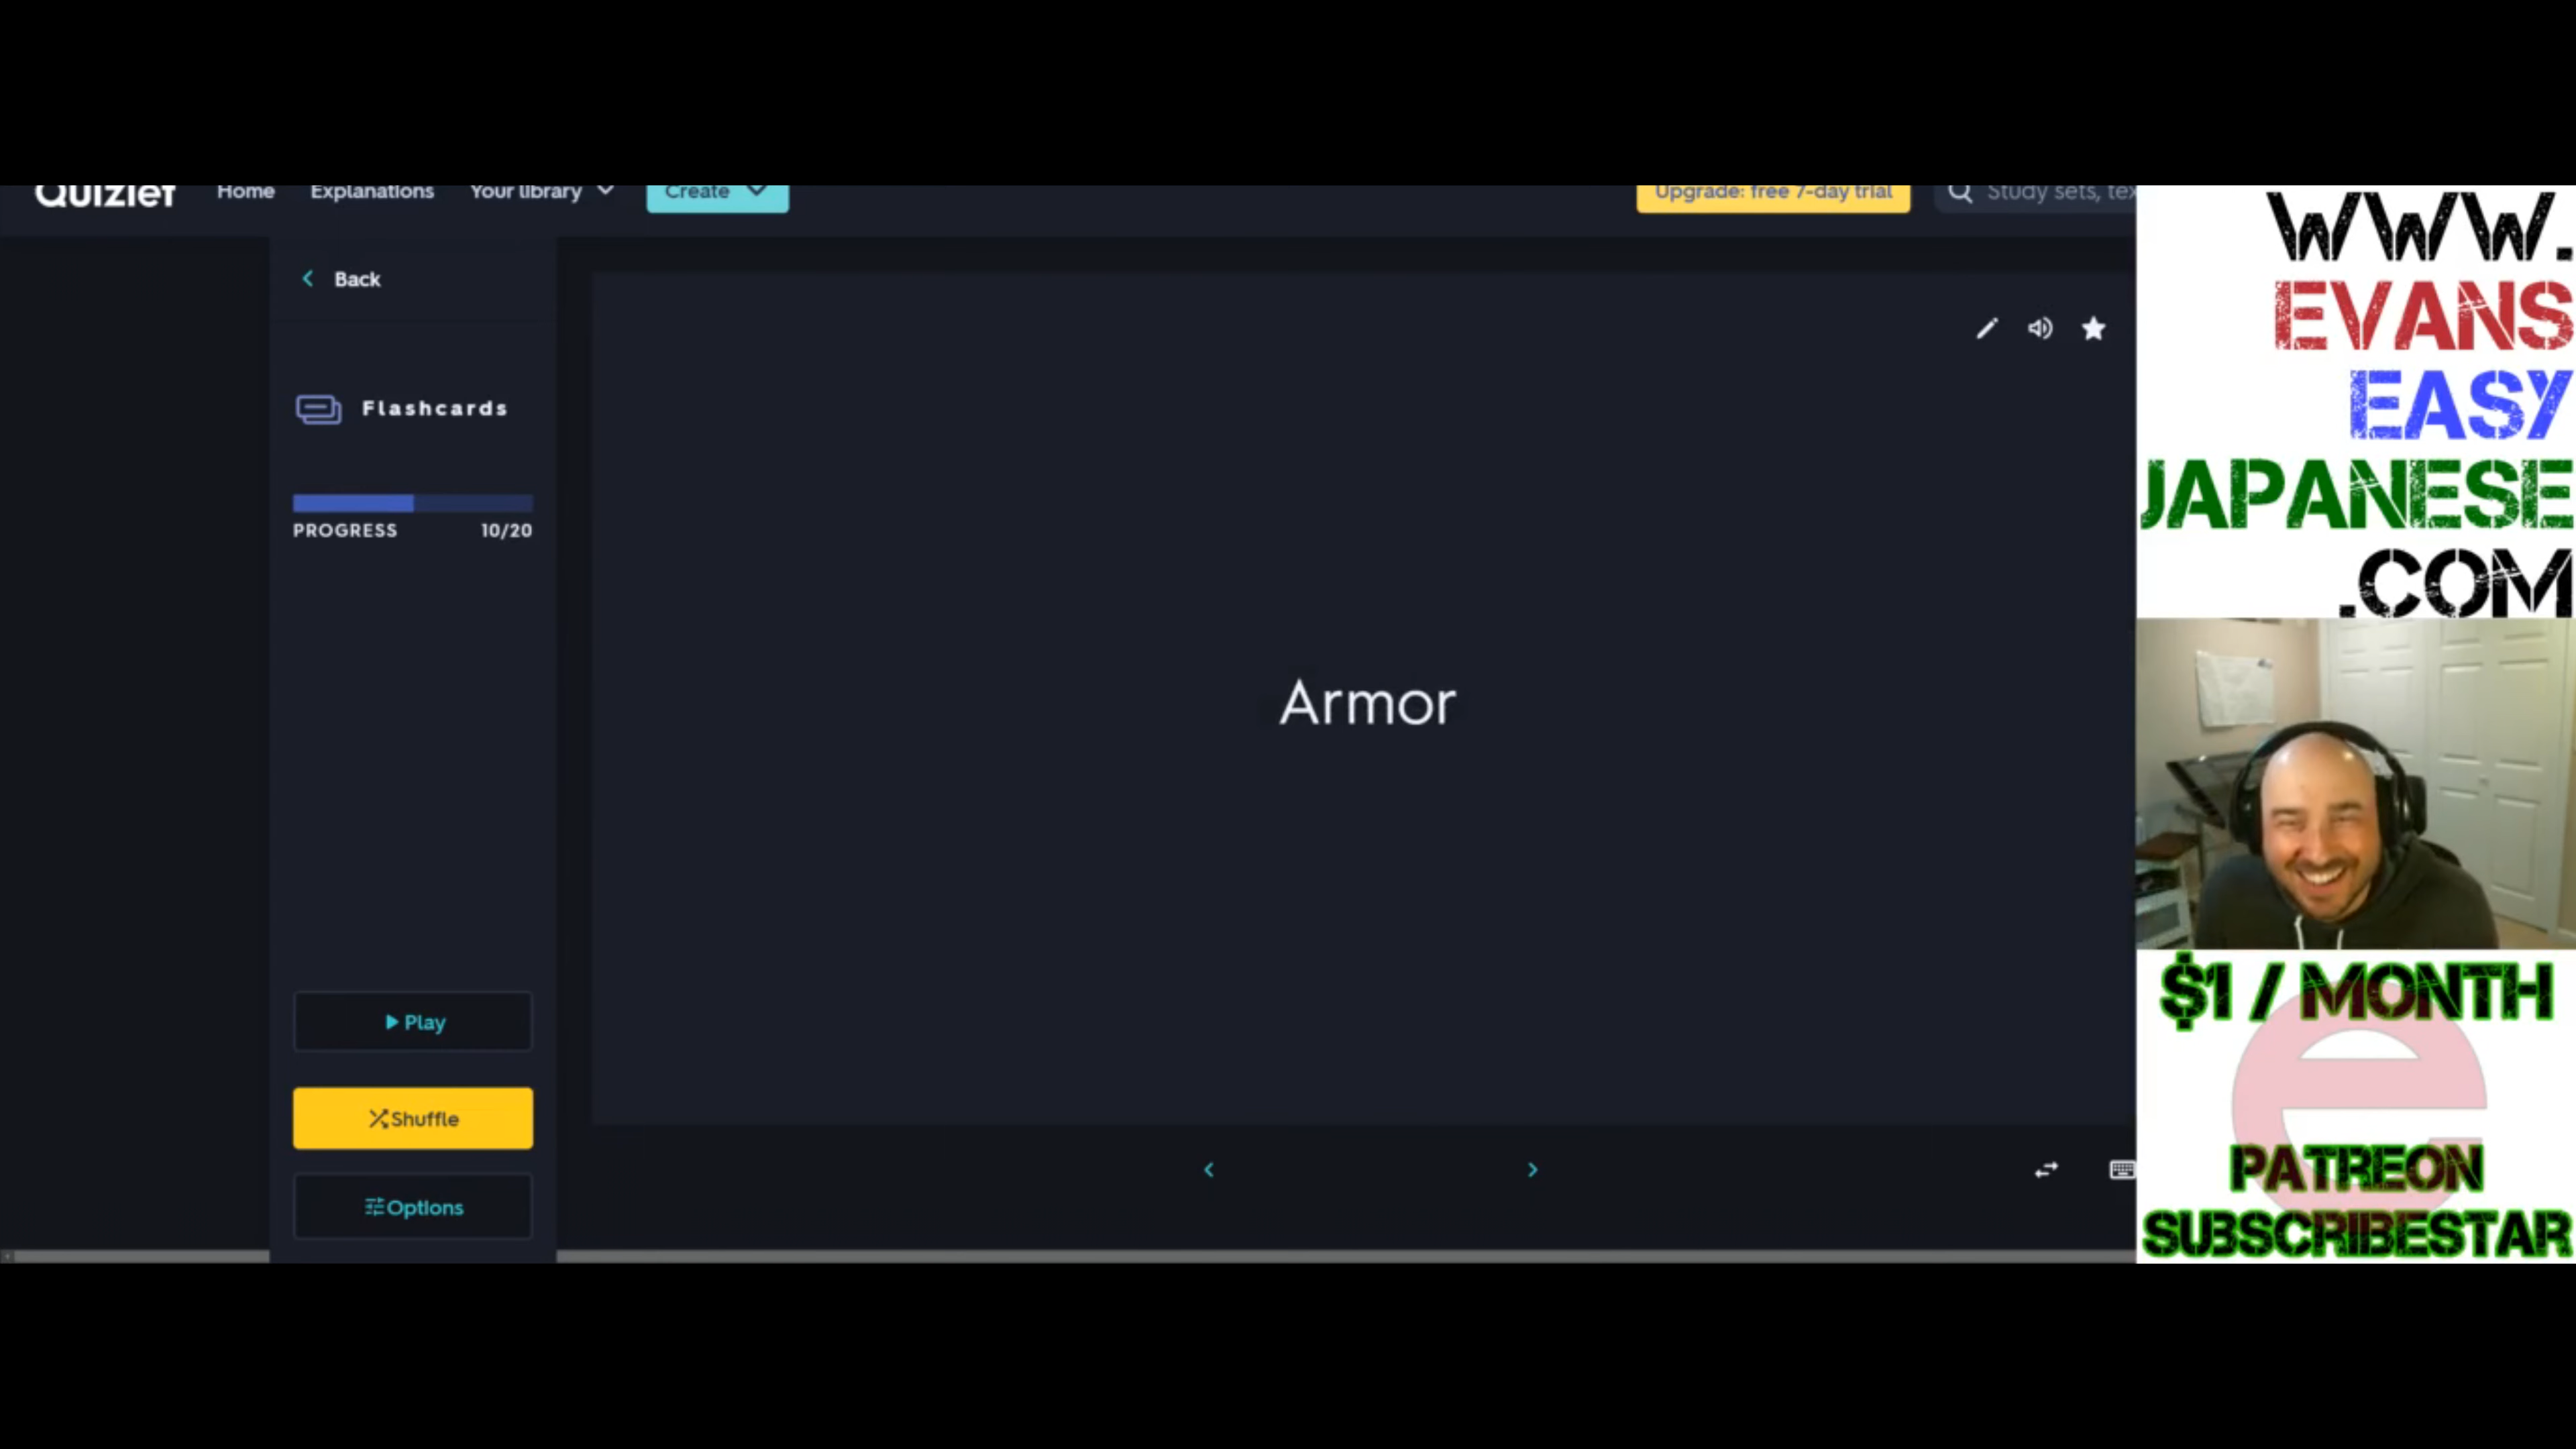 Quizlet Home Explanations Your library Create Upgrade: free 7-day trial Study sets, tex
Back
Flashcards
PROGRESS 10/20
Armor
Play
Shuffle
Options
WWW.
EVANS
EASY
JAPANESE
.COM
$1 / MONTH
e
PATREON
SUBSCRIBESTAR